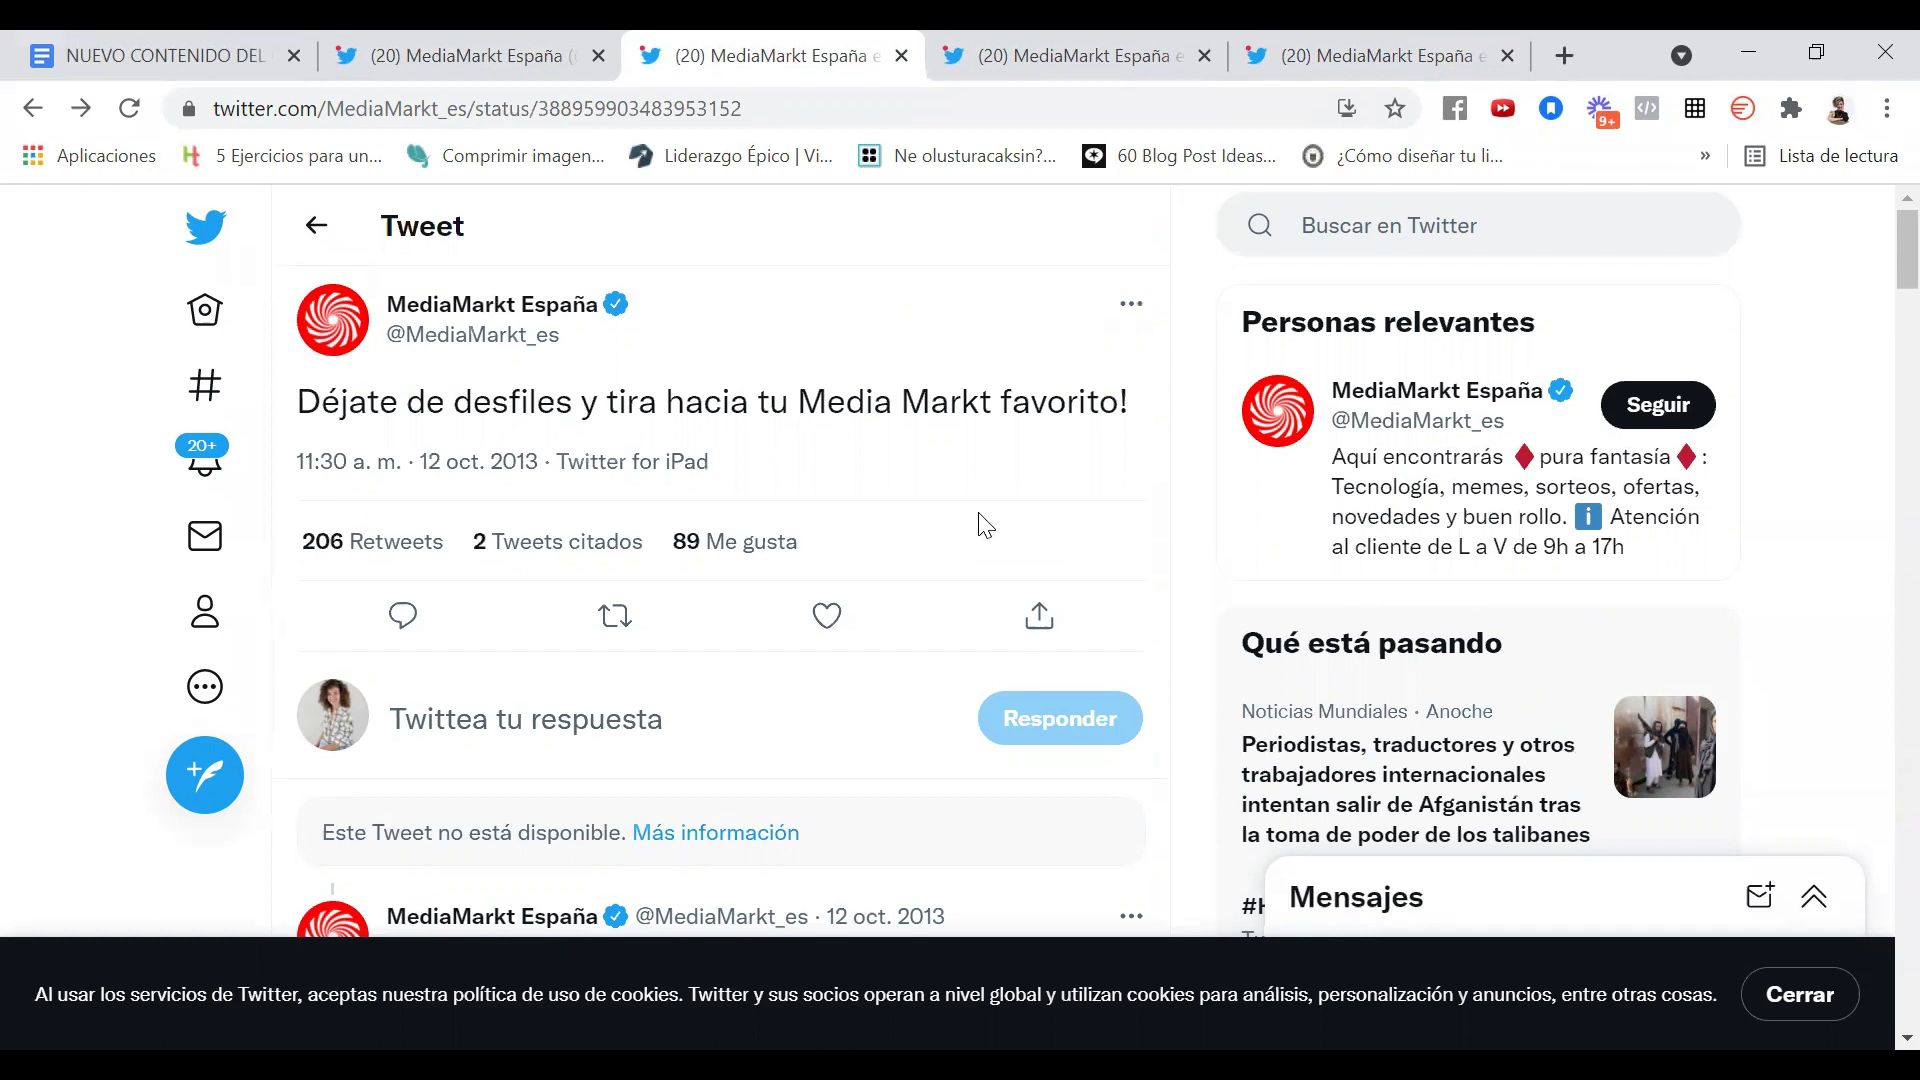 NUEVO CONTENIDO DEL
(20) MediaMarkt España (
(20) MediaMarkt España e
(20) MediaMarkt España e
(20) MediaMarkt España e
twitter.com/MediaMarkt_es/status/388959903483953152
9+
Aplicaciones
5 Ejercicios para un...
Comprimir imagen...
Liderazgo Épico | Vi...
Ne olusturacaksin?...
60 Blog Post Ideas...
¿Cómo diseñar tu li...
»
Lista de lectura
Tweet
Buscar en Twitter
MediaMarkt España
@MediaMarkt_es
Déjate de desfiles y tira hacia tu Media Markt favorito!
11:30 a. m. · 12 oct. 2013 · Twitter for iPad
206 Retweets 2 Tweets citados 89 Me gusta
20+
Twittea tu respuesta
Responder
Este Tweet no está disponible. Más información
MediaMarkt España @MediaMarkt_es · 12 oct. 2013
Personas relevantes
MediaMarkt España
@MediaMarkt_es
Seguir
Aquí encontrarás ♦️pura fantasía♦️:
Tecnología, memes, sorteos, ofertas,
novedades y buen rollo. ℹ️ Atención
al cliente de L a V de 9h a 17h
Qué está pasando
Noticias Mundiales · Anoche
Periodistas, traductores y otros
trabajadores internacionales
intentan salir de Afganistán tras
la toma de poder de los talibanes
Mensajes
Al usar los servicios de Twitter, aceptas nuestra política de uso de cookies. Twitter y sus socios operan a nivel global y utilizan cookies para análisis, personalización y anuncios, entre otras cosas.
Cerrar